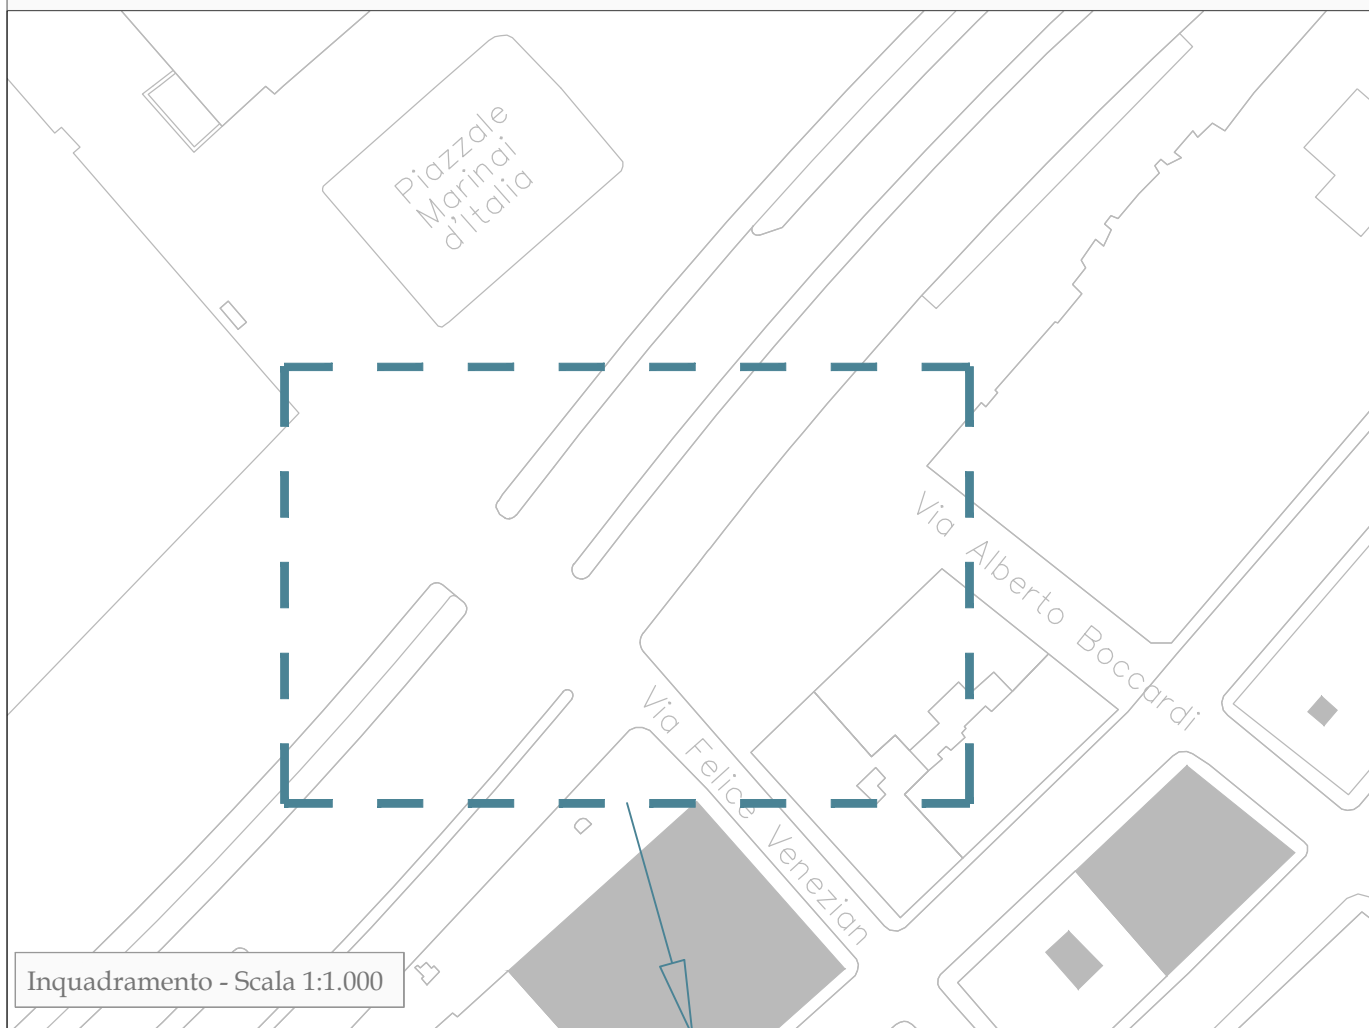 Piazzale
Marinai
d'Italia
Via Alberto Boccardi
Via Felice Venezian
Inquadramento - Scala 1:1.000